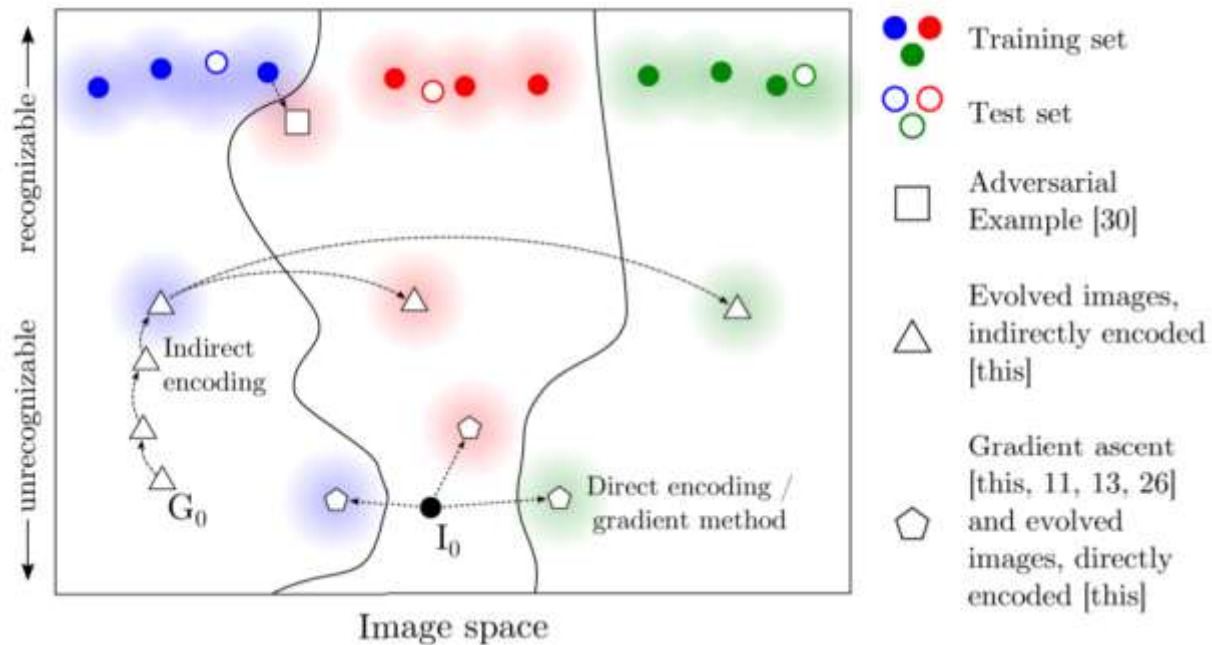 recognizable
unrecognizable
Indirect
encoding
G0
I0
Direct encoding /
gradient method
Image space
Training set
Test set
Adversarial
Example [30]
Evolved images,
indirectly encoded
[this]
Gradient ascent
[this, 11, 13, 26]
and evolved
images, directly
encoded [this]